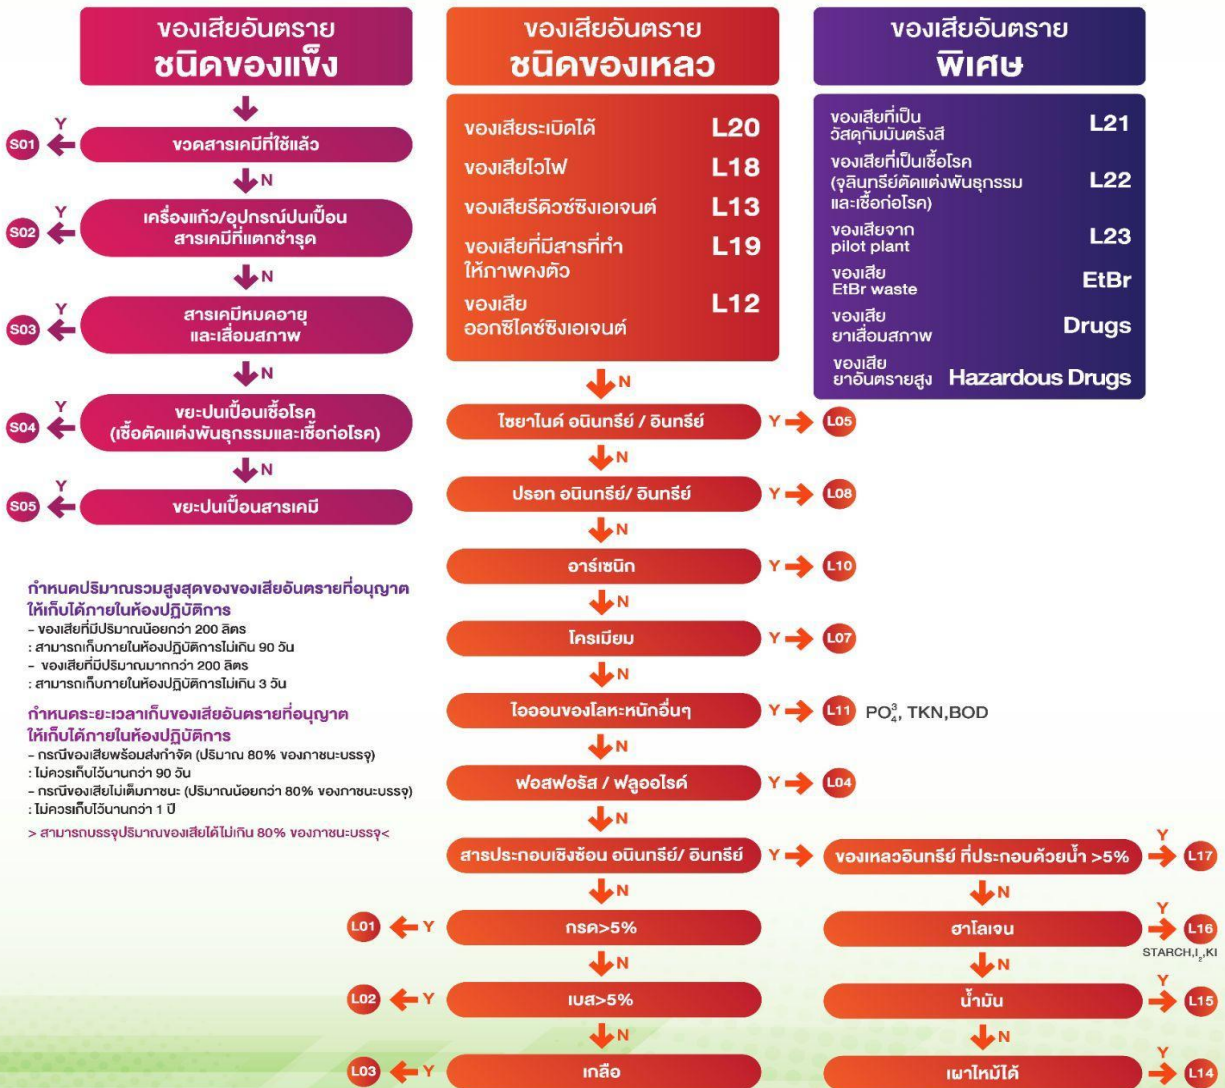 ของเสียอันตราย
ชนิดของแข็ง
Y
S01
ขวดสารเคมีที่ใช้แล้ว
N
Y
S02
เครื่องแก้ว/อุปกรณ์ปนเปื้อน
สารเคมีที่แตกชำรุด
N
Y
S03
สารเคมีหมดอายุ
และเสื่อมสภาพ
N
Y
S04
ขยะปนเปื้อนเชื้อโรค
(เชื้อตัดแต่งพันธุกรรมและเชื้อก่อโรค)
N
Y
S05
ขยะปนเปื้อนสารเคมี
กำหนดปริมาณรวมสูงสุดของของเสียอันตรายที่อนุญาต
ให้เก็บได้ภายในห้องปฏิบัติการ
- ของเสียที่มีปริมาณน้อยกว่า 200 ลิตร
: สามารถเก็บภายในห้องปฏิบัติการไม่เกิน 90 วัน
- ของเสียที่มีปริมาณมากกว่า 200 ลิตร
: สามารถเก็บภายในห้องปฏิบัติการไม่เกิน 3 วัน
กำหนดระยะเวลาเก็บของเสียอันตรายที่อนุญาต
ให้เก็บได้ภายในห้องปฏิบัติการ
- กรณีของเสียพร้อมส่งกำจัด (ปริมาณ 80% ของภาชนะบรรจุ)
: ไม่ควรเก็บไว้นานกว่า 90 วัน
- กรณีของเสียไม่เต็มภาชนะ (ปริมาณน้อยกว่า 80% ของภาชนะบรรจุ)
: ไม่ควรเก็บไว้นานกว่า 1 ปี
> สามารถบรรจุปริมาณของเสียได้ไม่เกิน 80% ของภาชนะบรรจุ<
ของเสียอันตราย
ชนิดของเหลว
ของเสียระเบิดได้ L20
ของเสียไวไฟ L18
ของเสียรีดิวซ์ซิงเอเจนต์ L13
ของเสียที่มีสารที่ทำ L19
ให้ภาพคงตัว
ของเสีย L12
ออกซิไดซ์ซิงเอเจนต์
N
ไซยาไนด์ อนินทรีย์ / อินทรีย์ Y L05
N
ปรอท อนินทรีย์/ อินทรีย์ Y L08
N
อาร์เซนิก Y L10
N
โครเมียม Y L07
N
ไอออนของโลหะหนักอื่นๆ Y L11 PO₄³, TKN,BOD
N
ฟอสฟอรัส / ฟลูออไรด์ Y L04
N
สารประกอบเชิงซ้อน อนินทรีย์/ อินทรีย์ Y
N
L01 Y กรด>5%
N
L02 Y เบส>5%
N
L03 Y เกลือ
ของเสียอันตราย
พิเศษ
ของเสียที่เป็น L21
วัสดุกัมมันตรังสี
ของเสียที่เป็นเชื้อโรค
(จุลินทรีย์ตัดแต่งพันธุกรรม L22
และเชื้อก่อโรค)
ของเสียจาก L23
pilot plant
ของเสีย EtBr
EtBr waste
ของเสีย Drugs
ยาเสื่อมสภาพ
ของเสีย
ยาอันตรายสูง Hazardous Drugs
ของเหลวอินทรีย์ ที่ประกอบด้วยน้ำ >5% Y L17
N
ฮาโลเจน Y L16
STARCH,I₂,KI
N
น้ำมัน Y L15
N
เผาไหม้ได้ Y L14